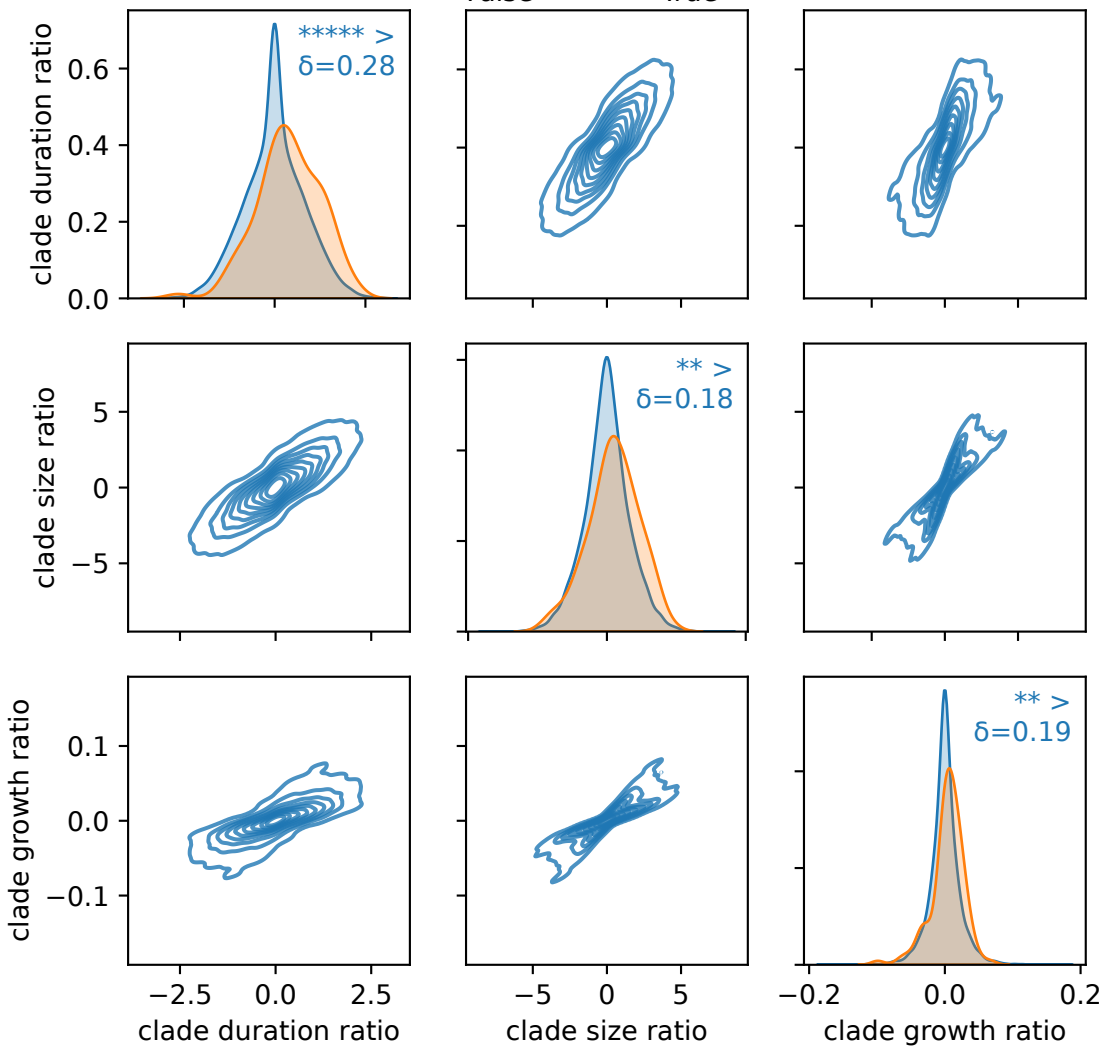 clade duration ratio
0.6
0.4
0.2
0.0
***** >
δ=0.28
clade size ratio
5
0
−5
** >
δ=0.18
clade growth ratio
0.1
0.0
−0.1
** >
δ=0.19
−2.5 0.0 2.5
−5 0 5
−0.2 0.0 0.2
clade duration ratio
clade size ratio
clade growth ratio